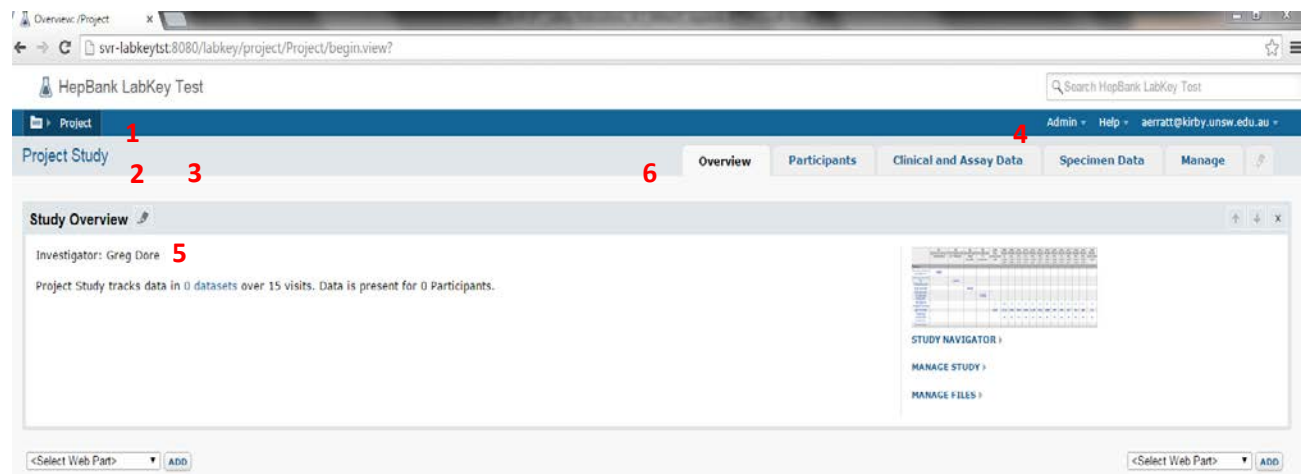 Overview: /Project x
svr-labkeytst:8080/labkey/project/Project/begin.view?
HepBank LabKey Test Search HepBank LabKey Test
Project 1 Admin Help aerratt@kirby.unsw.edu.au
4
Project Study 2 3 6 Overview Participants Clinical and Assay Data Specimen Data Manage
Study Overview x
Investigator: Greg Dore 5
Project Study tracks data in 0 datasets over 15 visits. Data is present for 0 Participants.
STUDY NAVIGATOR
MANAGE STUDY
MANAGE FILES
<Select Web Part> ADD <Select Web Part> ADD